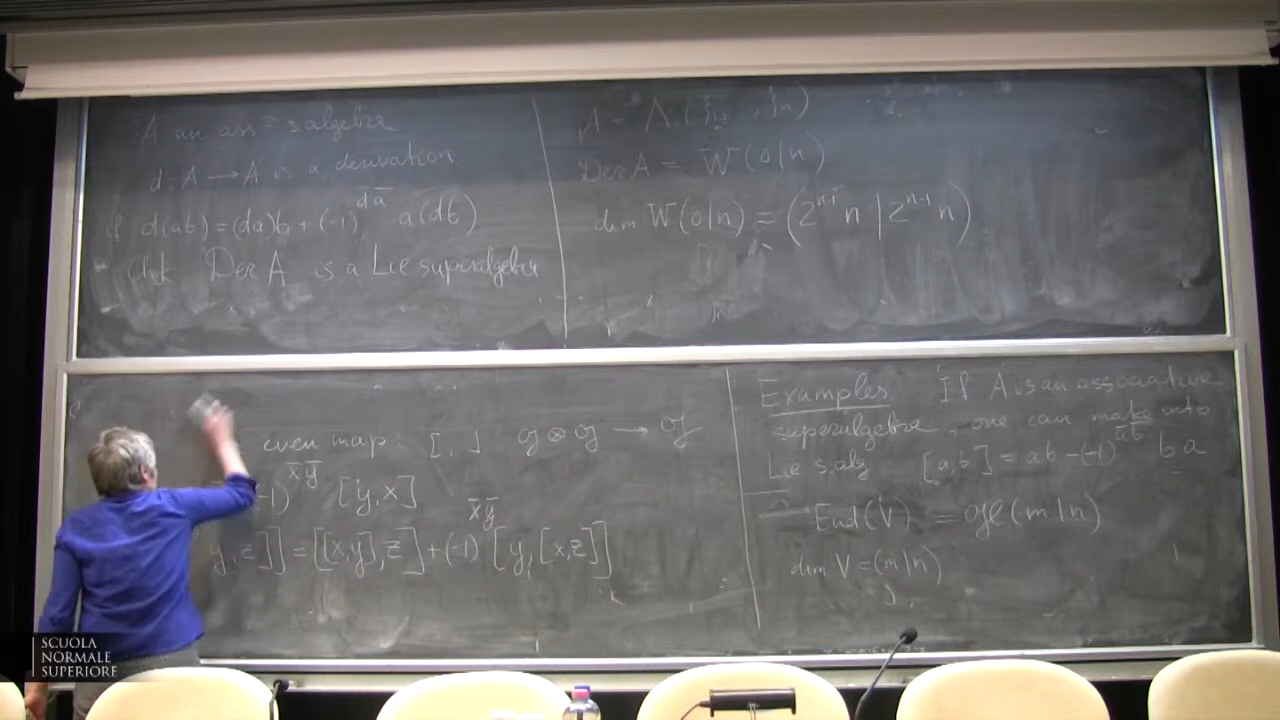 A an ass. s.algebra
d: A → A is a derivation
if d(ab) = (da)b + (-1)^{d̄ā} a(db)
Der A is a Lie superalgebra
A = Λ(ξ₁, ..., ξn)
Der A = W(0|n)
dim W(0|n) = (2^{n-1} n | 2^{n-1} n)
even map: [ , ] g ⊗ g → g
-1)^{x̄ȳ} [y,x]
y,z]] = [[x,y],z] + (-1)^{x̄ȳ} [y,[x,z]]
Examples If A is an associative
superalgebra, one can make into
Lie s.alg [a,b] = ab - (-1)^{āb̄} b a
End(V) = gl(m|n)
dim V = (m|n)
SCUOLA
NORMALE
SUPERIORE